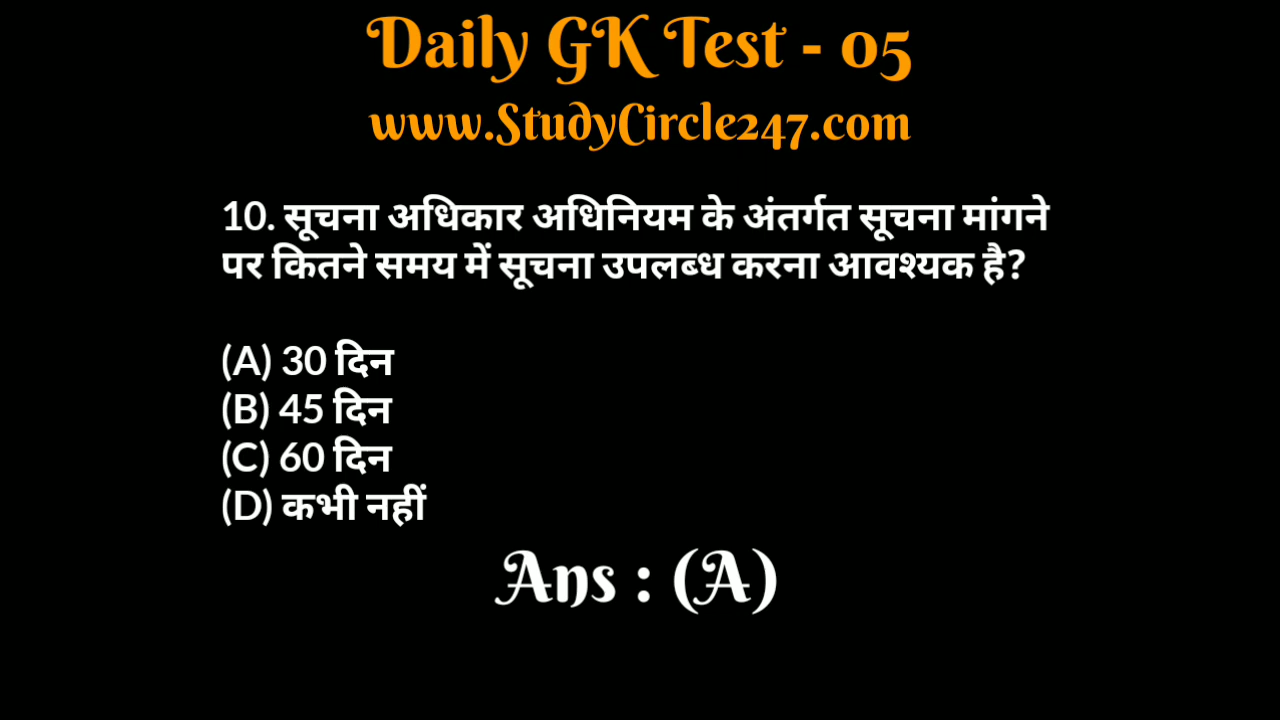 Daily GK Test - 05
www.StudyCircle247.com
10. सूचना अधिकार अधिनियम के अंतर्गत सूचना मांगने
पर कितने समय में सूचना उपलब्ध करना आवश्यक है?
(A) 30 दिन
(B) 45 दिन
(C) 60 दिन
(D) कभी नहीं
Ans : (A)